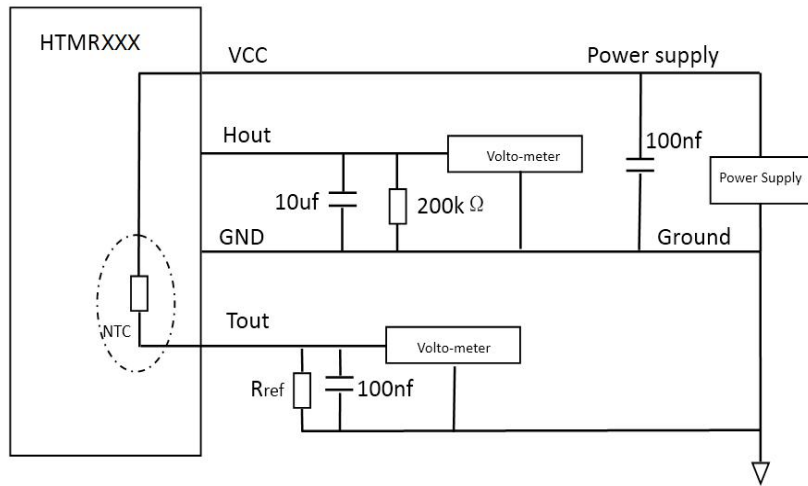 HTMRXXX
VCC
Power supply
Hout
Volto-meter
100nf
Power Supply
10uf
200k Ω
GND
Ground
NTC
Tout
Volto-meter
Rref
100nf